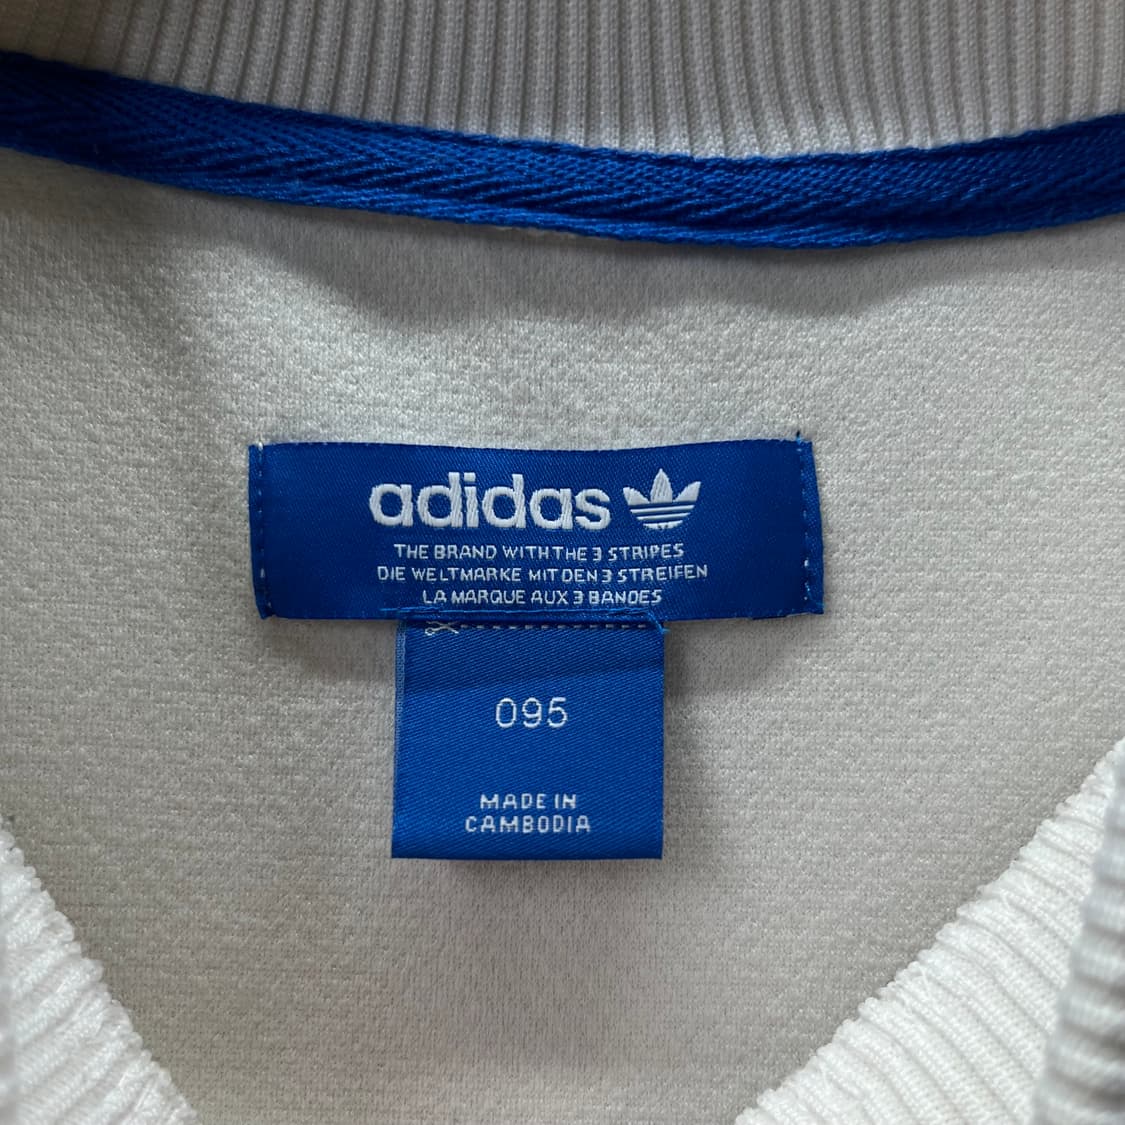 adidas
THE BRAND WITH THE 3 STRIPES
DIE WELTMARKE MIT DEN 3 STREIFEN
LA MARQUE AUX 3 BANDES
095
MADE IN
CAMBODIA